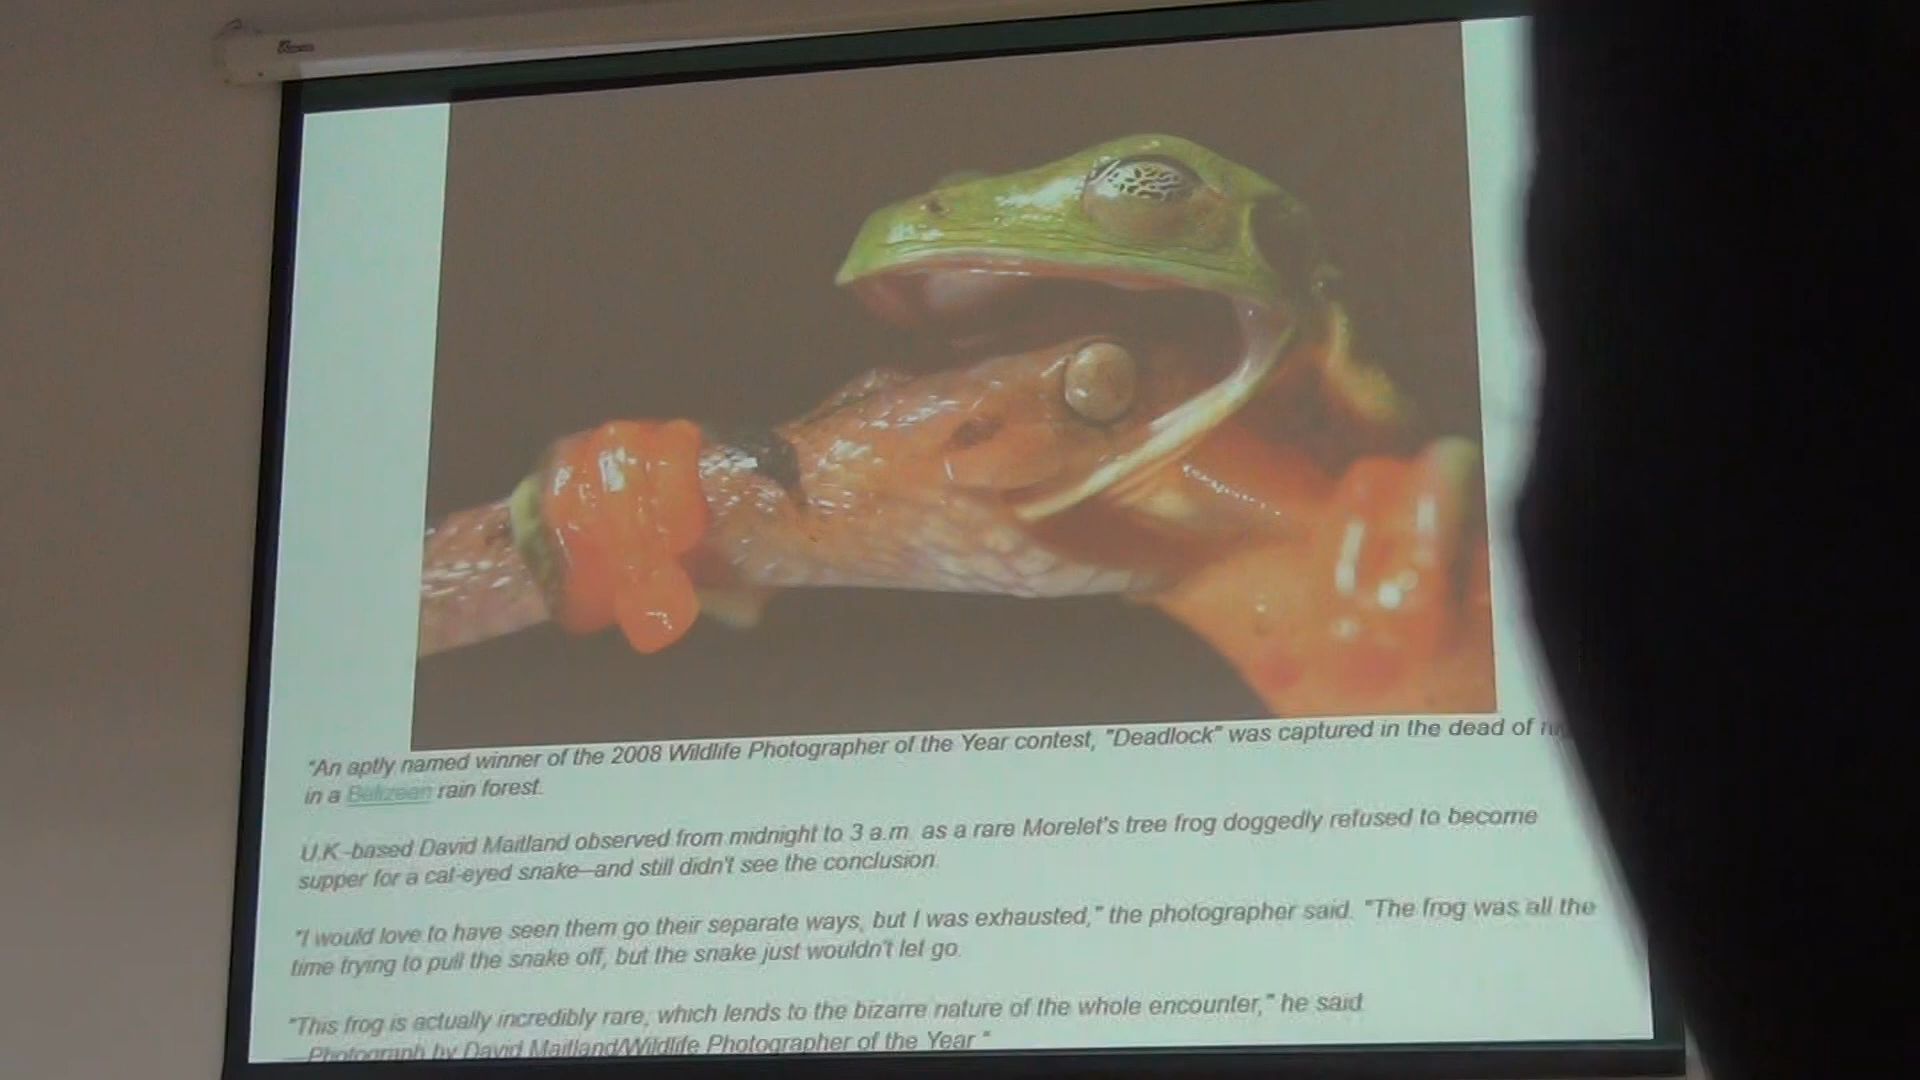 "An aptly named winner of the 2008 Wildlife Photographer of the Year contest, "Deadlock" was captured in the dead of
in a Belizean rain forest.
U.K.-based David Maitland observed from midnight to 3 a.m. as a rare Morelet's tree frog doggedly refused to become
supper for a cat-eyed snake—and still didn't see the conclusion.
"I would love to have seen them go their separate ways, but I was exhausted," the photographer said. "The frog was all the
time trying to pull the snake off, but the snake just wouldn't let go.
"This frog is actually incredibly rare, which lends to the bizarre nature of the whole encounter," he said.
—Photograph by David Maitland/Wildlife Photographer of the Year "